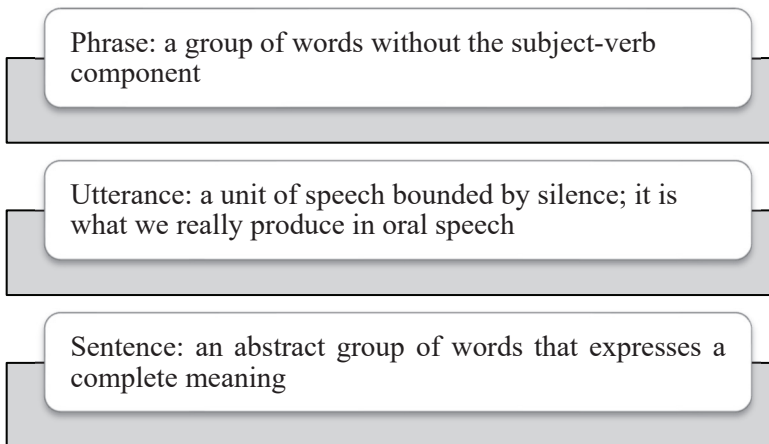 Phrase: a group of words without the subject-verb
component
Utterance: a unit of speech bounded by silence; it is
what we really produce in oral speech
Sentence: an abstract group of words that expresses a
complete meaning